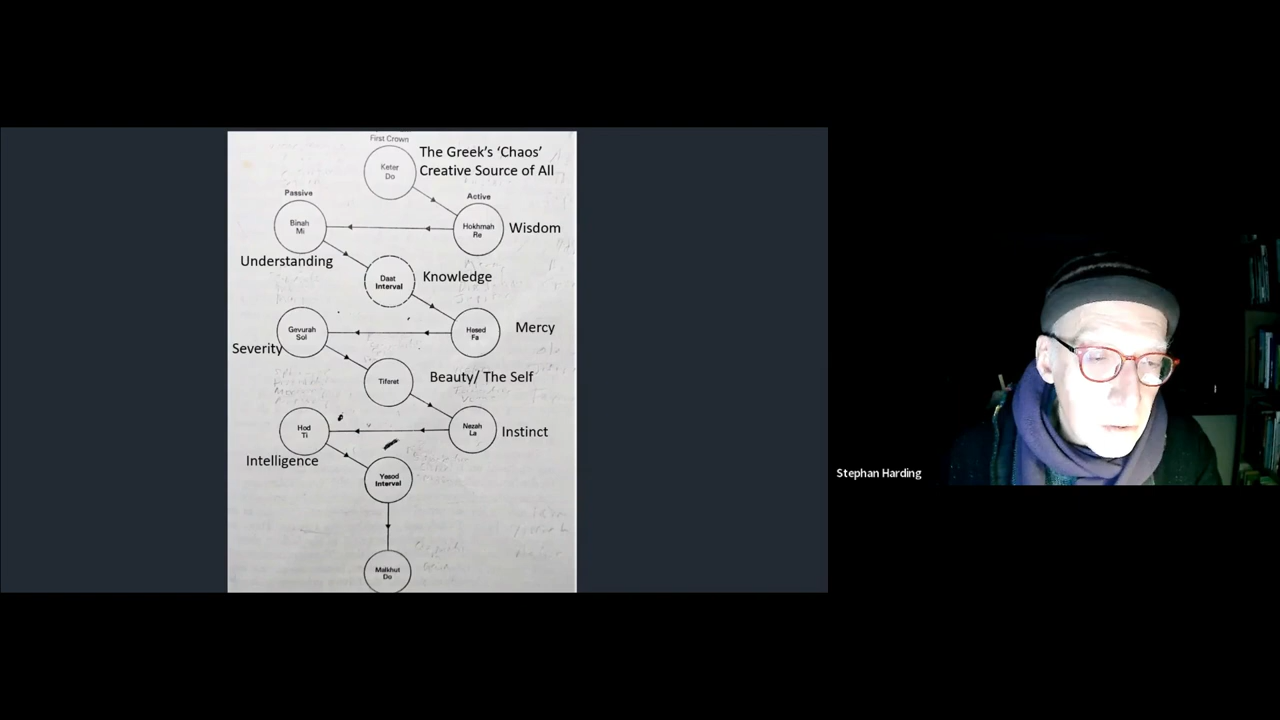 First Crown
Keter
Do
The Greek's 'Chaos'
Creative Source of All
Passive
Active
Binah
Mi
Hokhmah
Re
Wisdom
Understanding
Daat
Interval
Knowledge
Gevurah
Sol
Hesed
Fa
Mercy
Severity
Tiferet
Beauty/ The Self
Hod
Ti
Nezah
La
Instinct
Intelligence
Yesod
Interval
Malkhut
Do
Stephan Harding